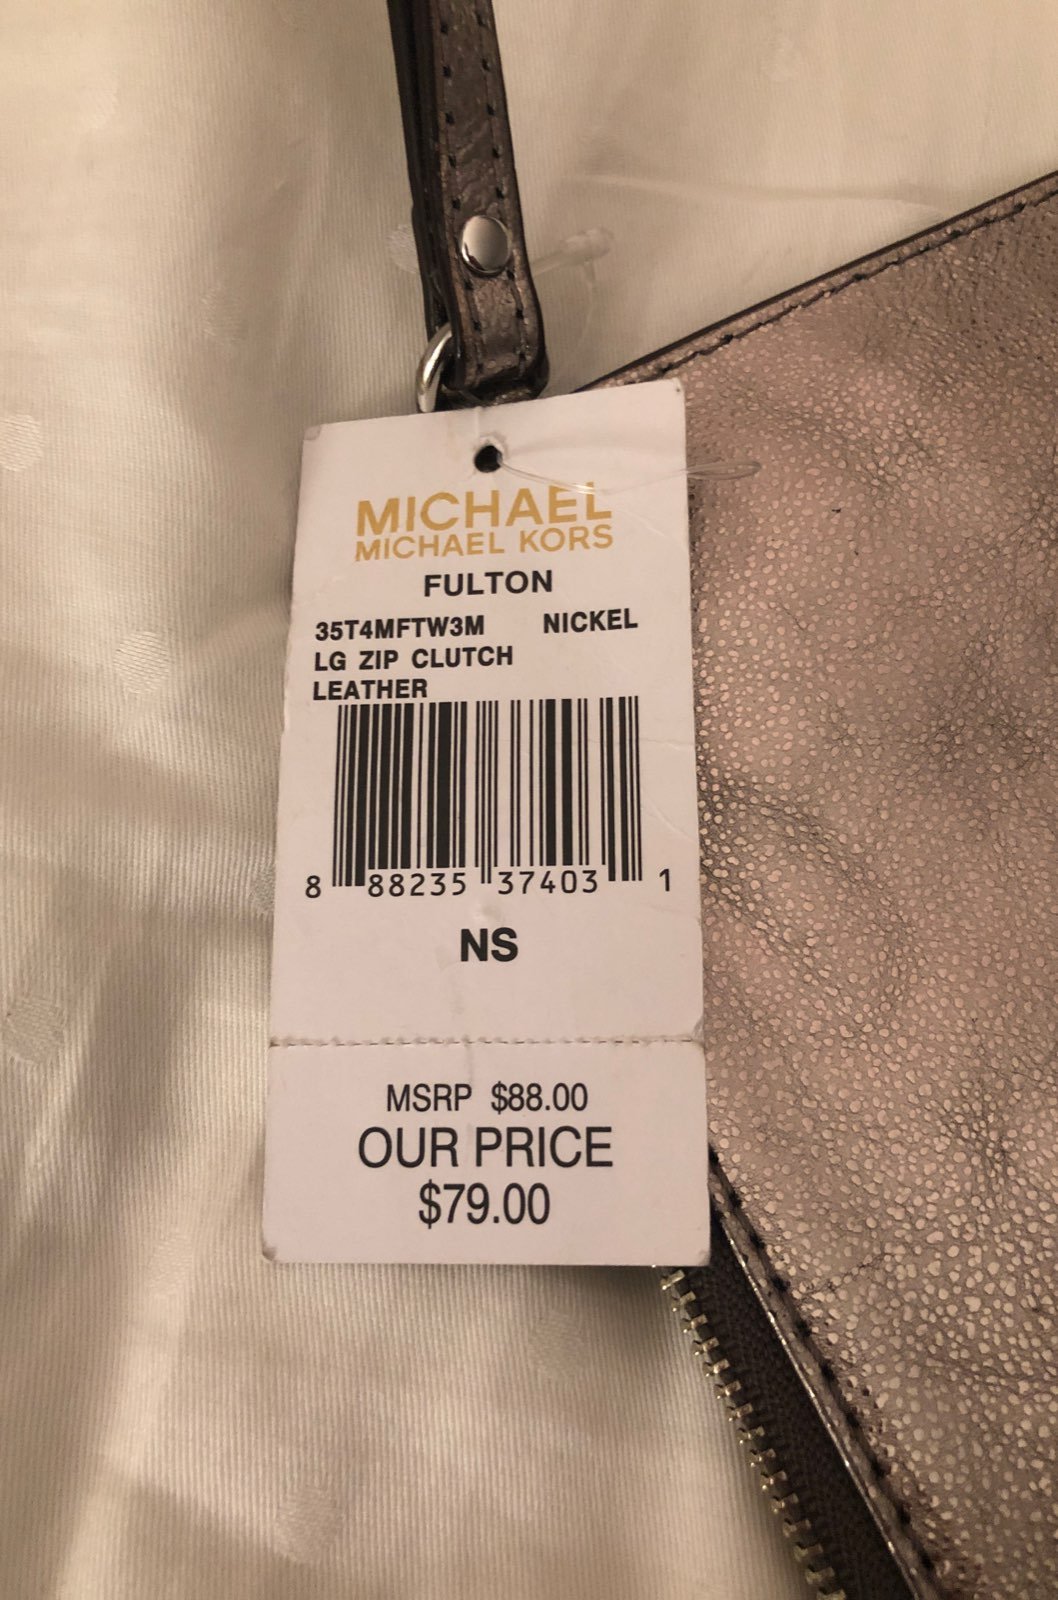 MICHAEL
MICHAEL KORS
FULTON
35T4MFTW3M NICKEL
LG ZIP CLUTCH
LEATHER
8 88235 37403 1
NS
MSRP $88.00
OUR PRICE
$79.00